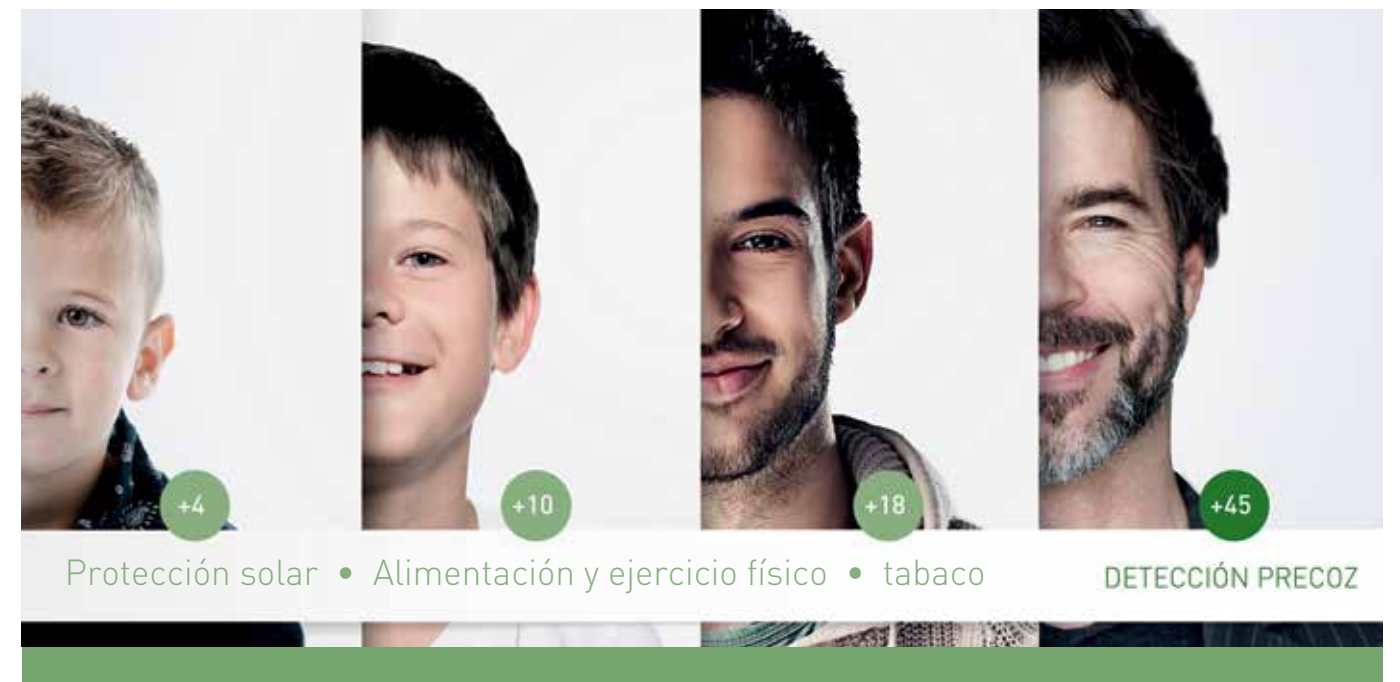 +4
+10
+18
+45
Protección solar • Alimentación y ejercicio físico • tabaco
DETECCIÓN PRECOZ